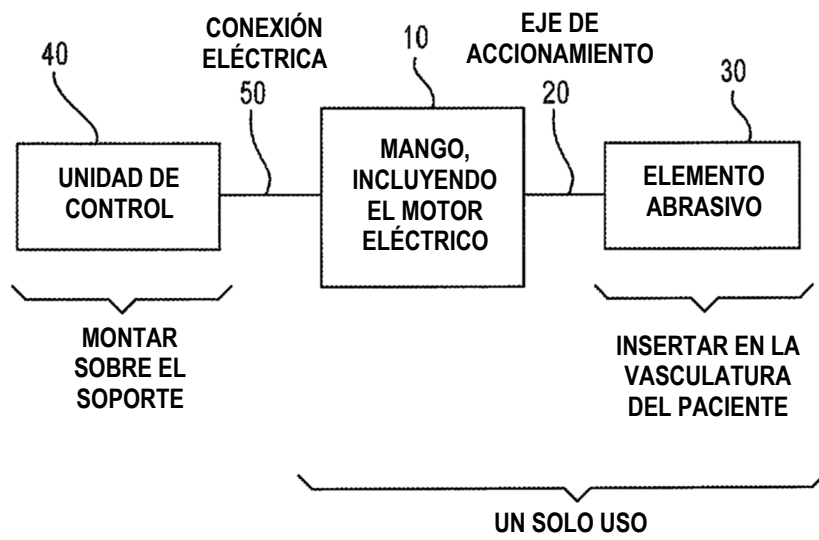 CONEXIÓN
ELÉCTRICA
EJE DE
ACCIONAMIENTO
40
50
10
20
30
UNIDAD DE
CONTROL
MANGO,
INCLUYENDO
EL MOTOR
ELÉCTRICO
ELEMENTO
ABRASIVO
MONTAR
SOBRE EL
SOPORTE
INSERTAR EN LA
VASCULATURA
DEL PACIENTE
UN SOLO USO